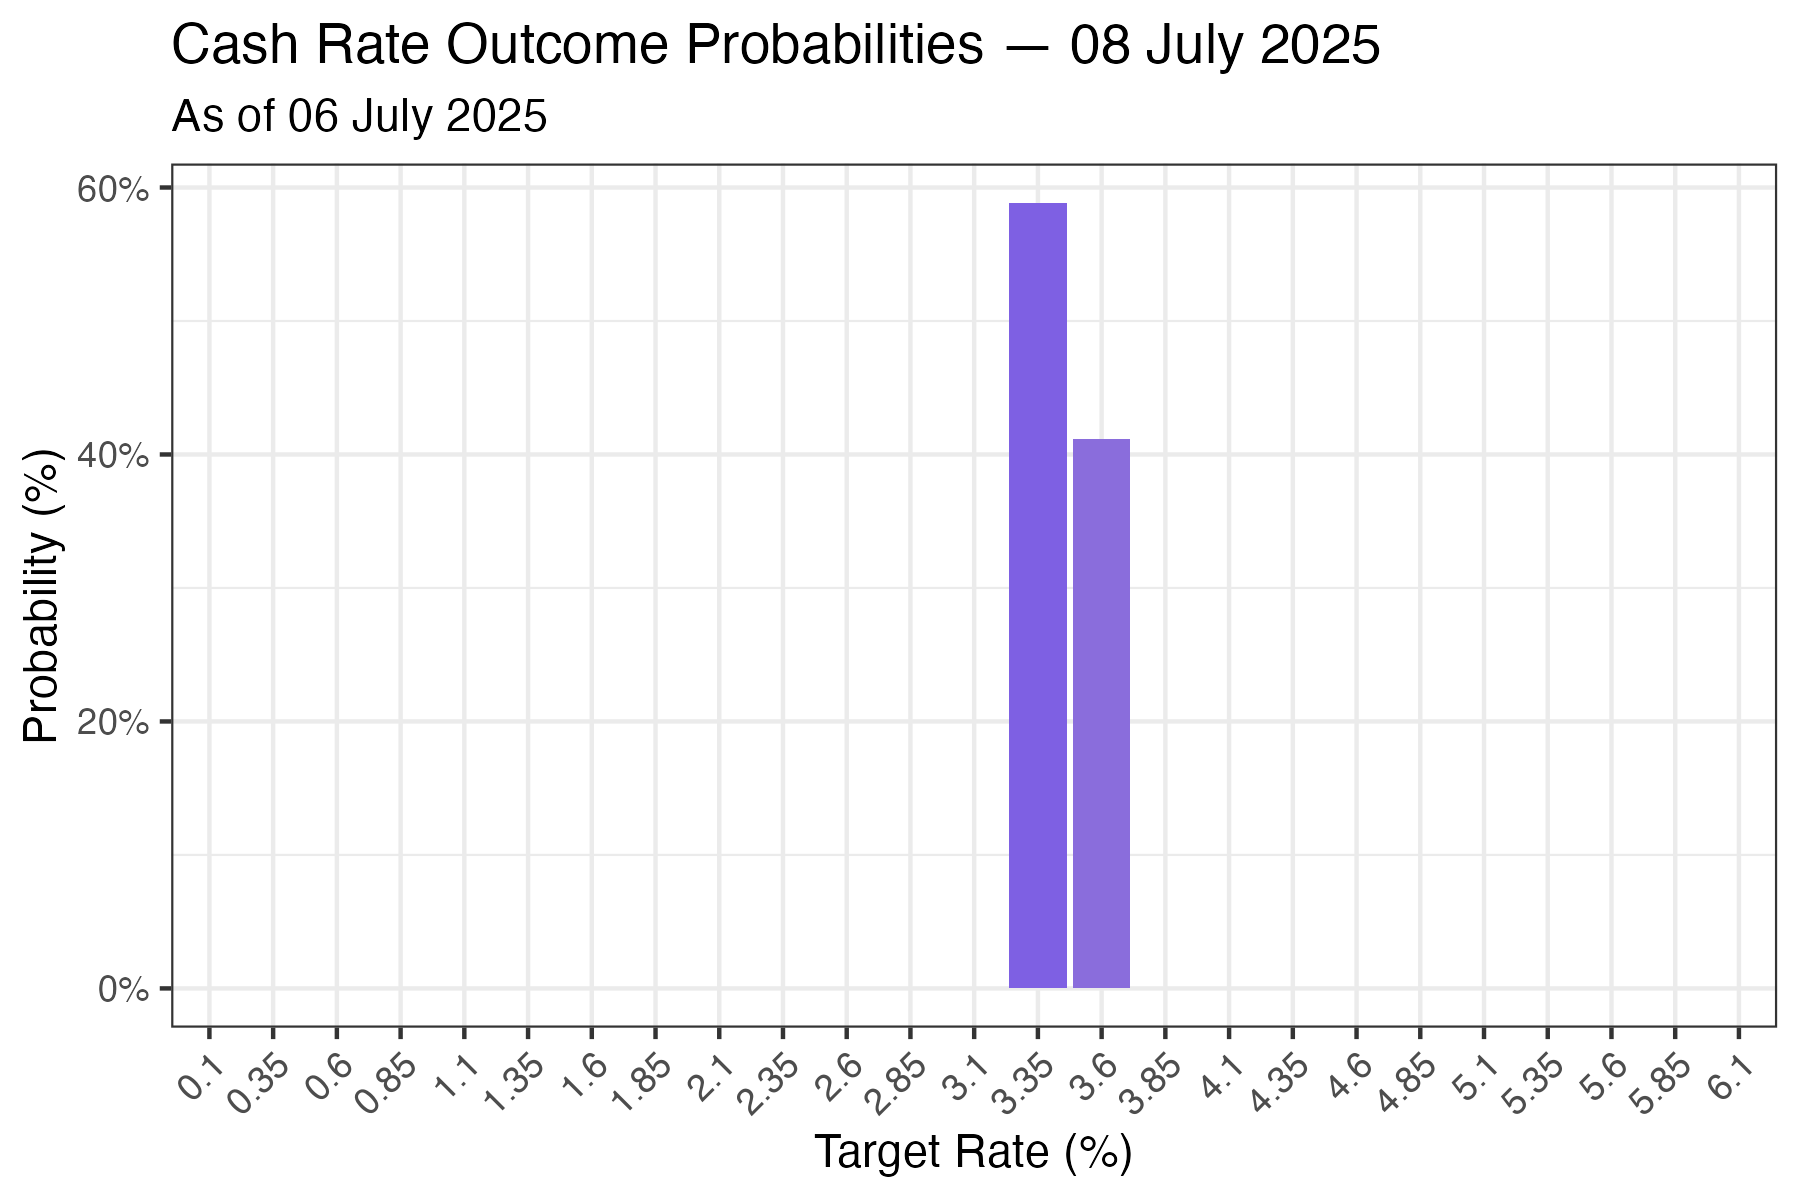 Cash Rate Outcome Probabilities — 08 July 2025
As of 06 July 2025
Probability (%)
60%
40%
20%
0%
0.1 0.35 0.6 0.85 1.1 1.35 1.6 1.85 2.1 2.35 2.6 2.85 3.1 3.35 3.6 3.85 4.1 4.35 4.6 4.85 5.1 5.35 5.6 5.85 6.1
Target Rate (%)